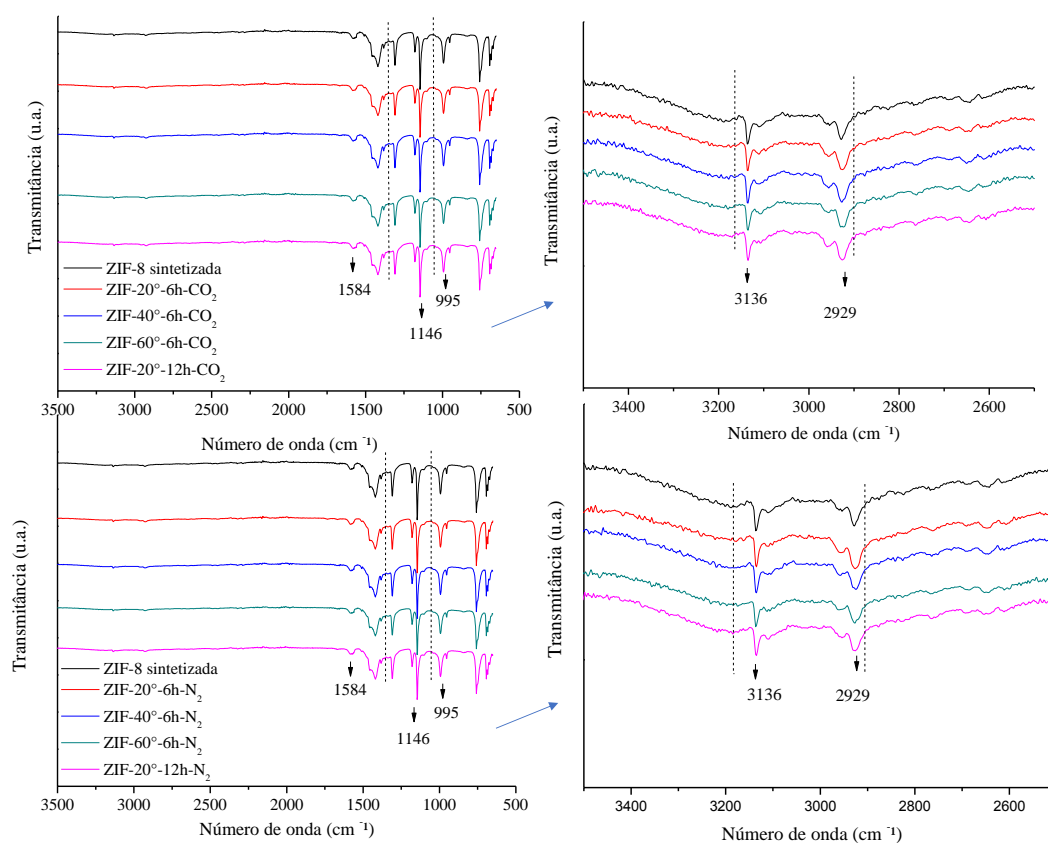 Transmitância (u.a.)
ZIF-8 sintetizada
ZIF-20°-6h-CO₂
ZIF-40°-6h-CO₂
ZIF-60°-6h-CO₂
ZIF-20°-12h-CO₂
1584
1146
995
3500 3000 2500 2000 1500 1000 500
Número de onda (cm ⁻¹)
Transmitância (u.a.)
3136
2929
3400 3200 3000 2800 2600
Número de onda (cm ⁻¹)
Transmitância (u.a.)
ZIF-8 sintetizada
ZIF-20°-6h-N₂
ZIF-40°-6h-N₂
ZIF-60°-6h-N₂
ZIF-20°-12h-N₂
1584
1146
995
3500 3000 2500 2000 1500 1000 500
Número de onda (cm ⁻¹)
Transmitância (u.a.)
3136
2929
3400 3200 3000 2800 2600
Número de onda (cm ⁻¹)